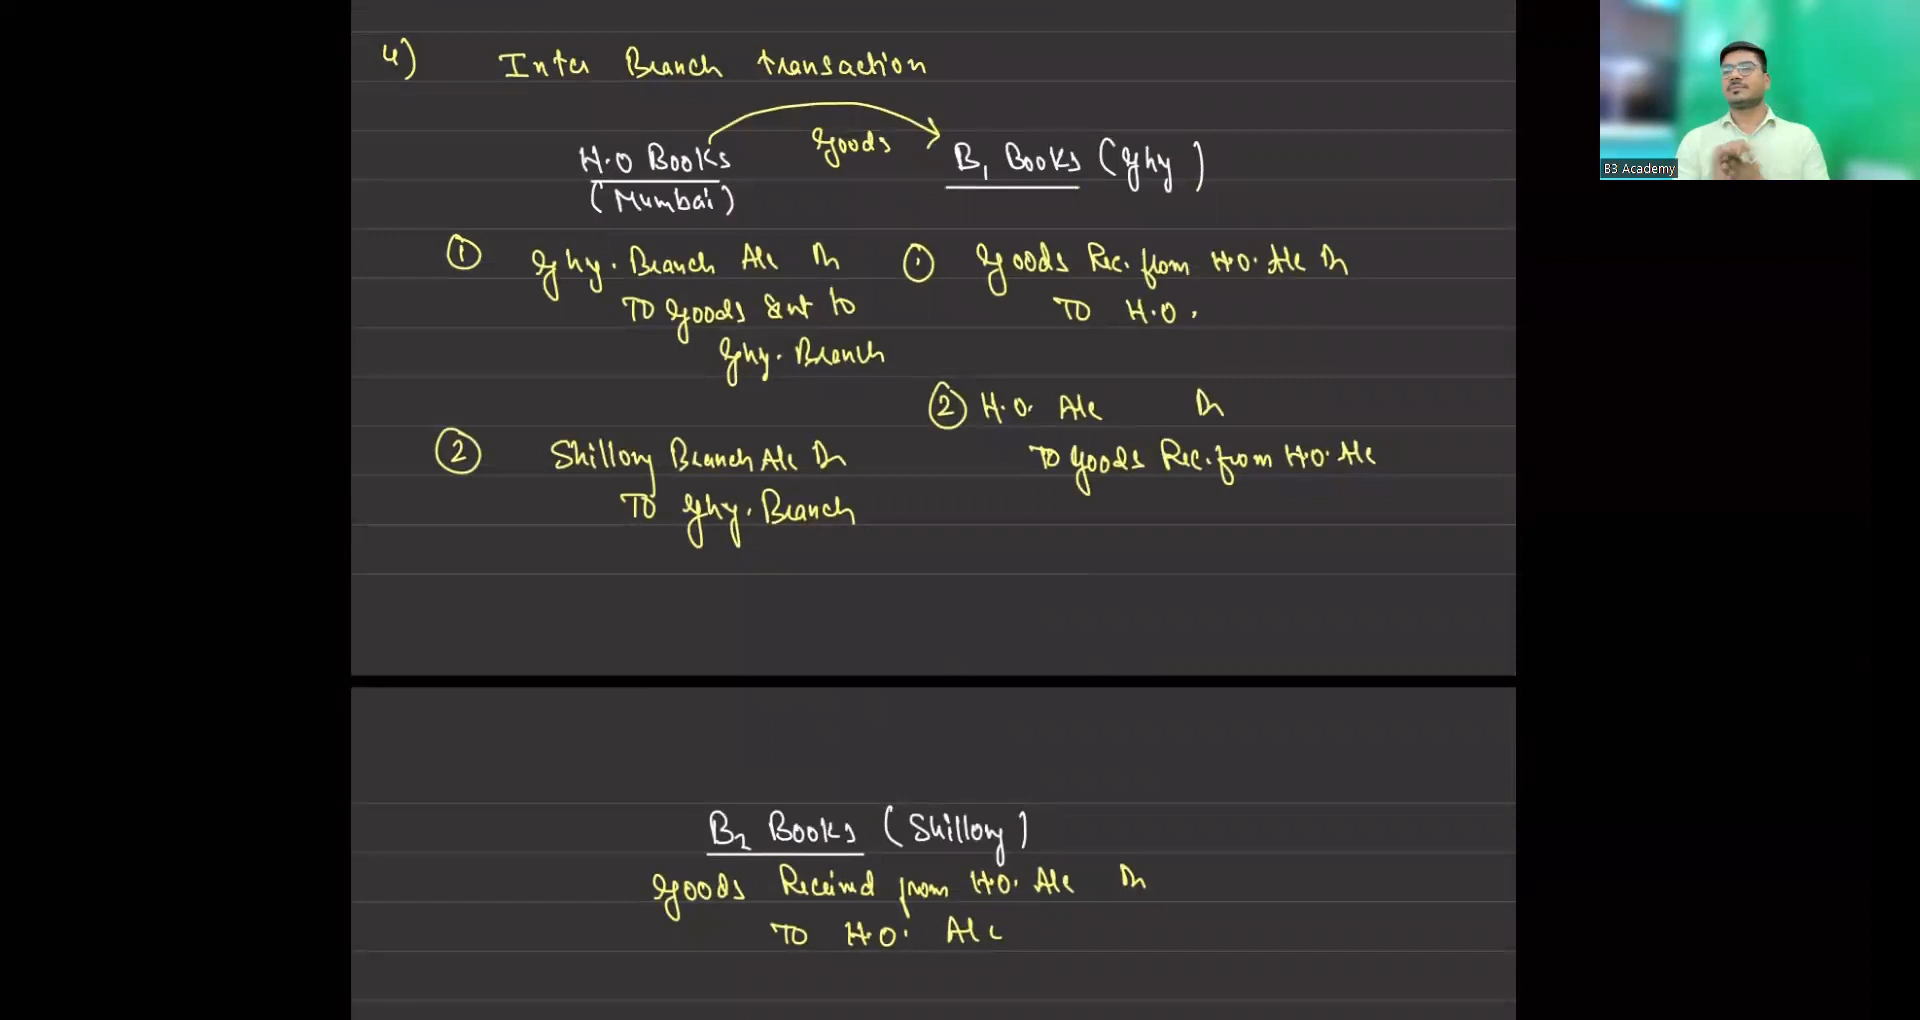 4) Inter Branch transaction
Goods
H.O Books
(Mumbai)
B1 Books (Ghy)
① Ghy. Branch A/c Dr
To Goods Sent to
Ghy. Branch
① Goods Rec. from H.O. A/c Dr
To H.O.
② H.O. A/c Dr
To Goods Rec. from H.O. A/c
② Shillong Branch A/c Dr
To Ghy. Branch
B2 Books (Shillong)
Goods Received from H.O. A/c Dr
To H.O. A/c
B3 Academy